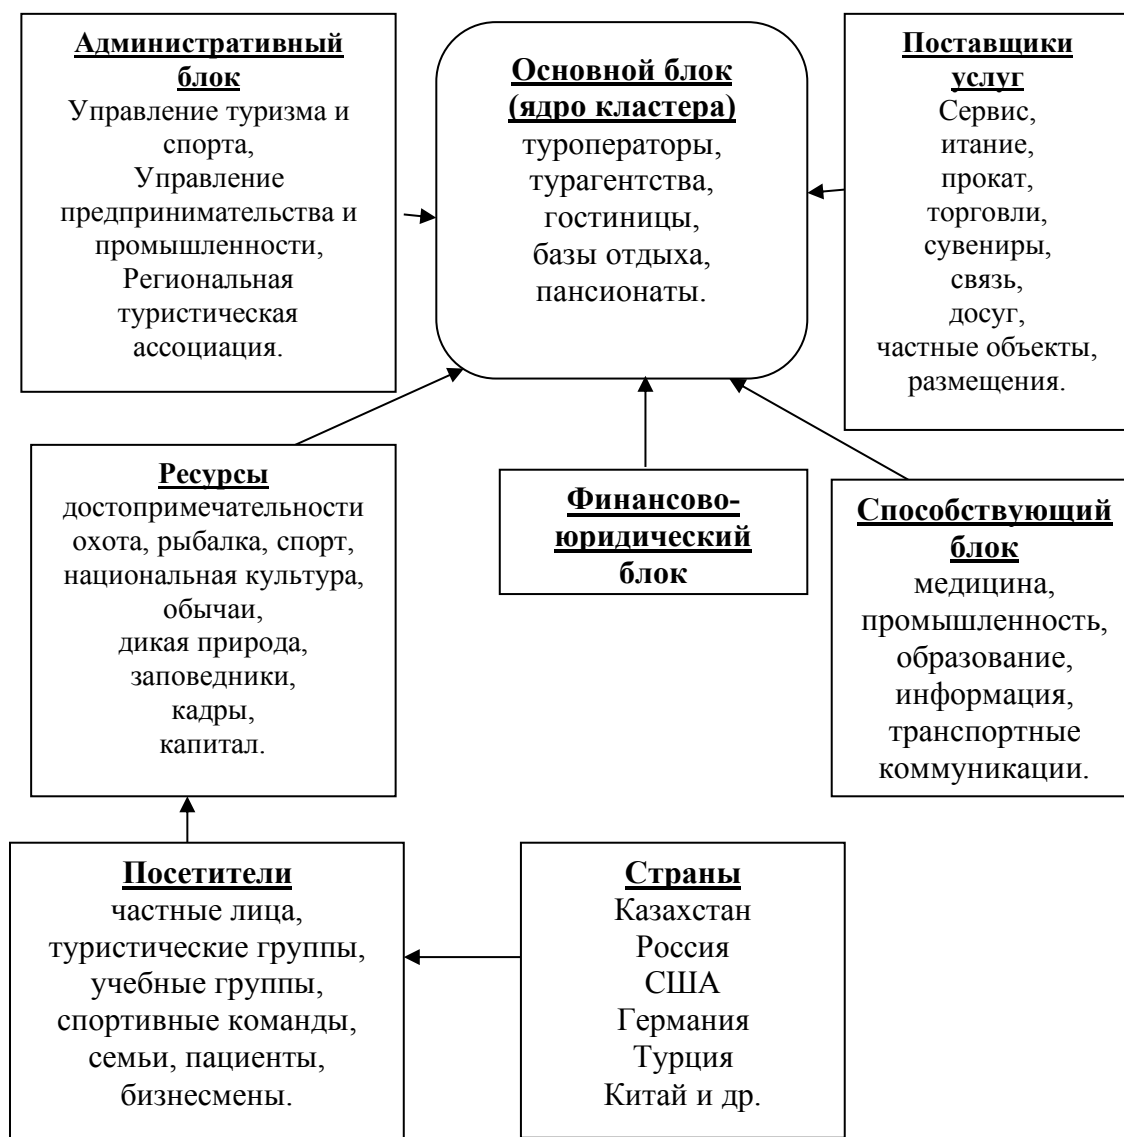 Административный
блок
Управление туризма и
спорта,
Управление
предпринимательства и
промышленности,
Региональная
туристическая
ассоциация.
Основной блок
(ядро кластера)
туроператоры,
турагентства,
гостиницы,
базы отдыха,
пансионаты.
Поставщики
услуг
Сервис,
итание,
прокат,
торговли,
сувениры,
связь,
досуг,
частные объекты,
размещения.
Ресурсы
достопримечательности
охота, рыбалка, спорт,
национальная культура,
обычаи,
дикая природа,
заповедники,
кадры,
капитал.
Финансово-
юридический
блок
Способствующий
блок
медицина,
промышленность,
образование,
информация,
транспортные
коммуникации.
Посетители
частные лица,
туристические группы,
учебные группы,
спортивные команды,
семьи, пациенты,
бизнесмены.
Страны
Казахстан
Россия
США
Германия
Турция
Китай и др.